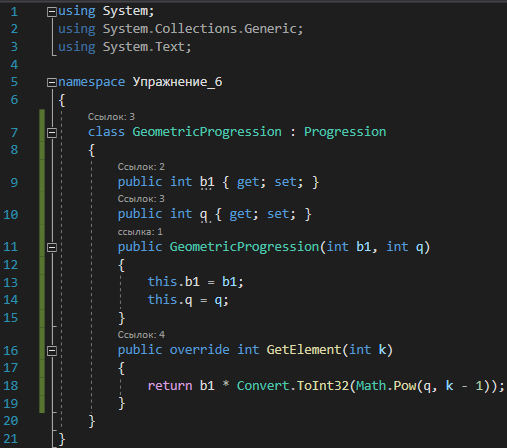 1 using System;
2 using System.Collections.Generic;
3 using System.Text;
4
5 namespace Упражнение_6
6 {
Ссылок: 3
7 class GeometricProgression : Progression
8 {
Ссылок: 2
9 public int b1 { get; set; }
Ссылок: 3
10 public int q { get; set; }
ссылка: 1
11 public GeometricProgression(int b1, int q)
12 {
13 this.b1 = b1;
14 this.q = q;
15 }
Ссылок: 4
16 public override int GetElement(int k)
17 {
18 return b1 * Convert.ToInt32(Math.Pow(q, k - 1));
19 }
20 }
21 }